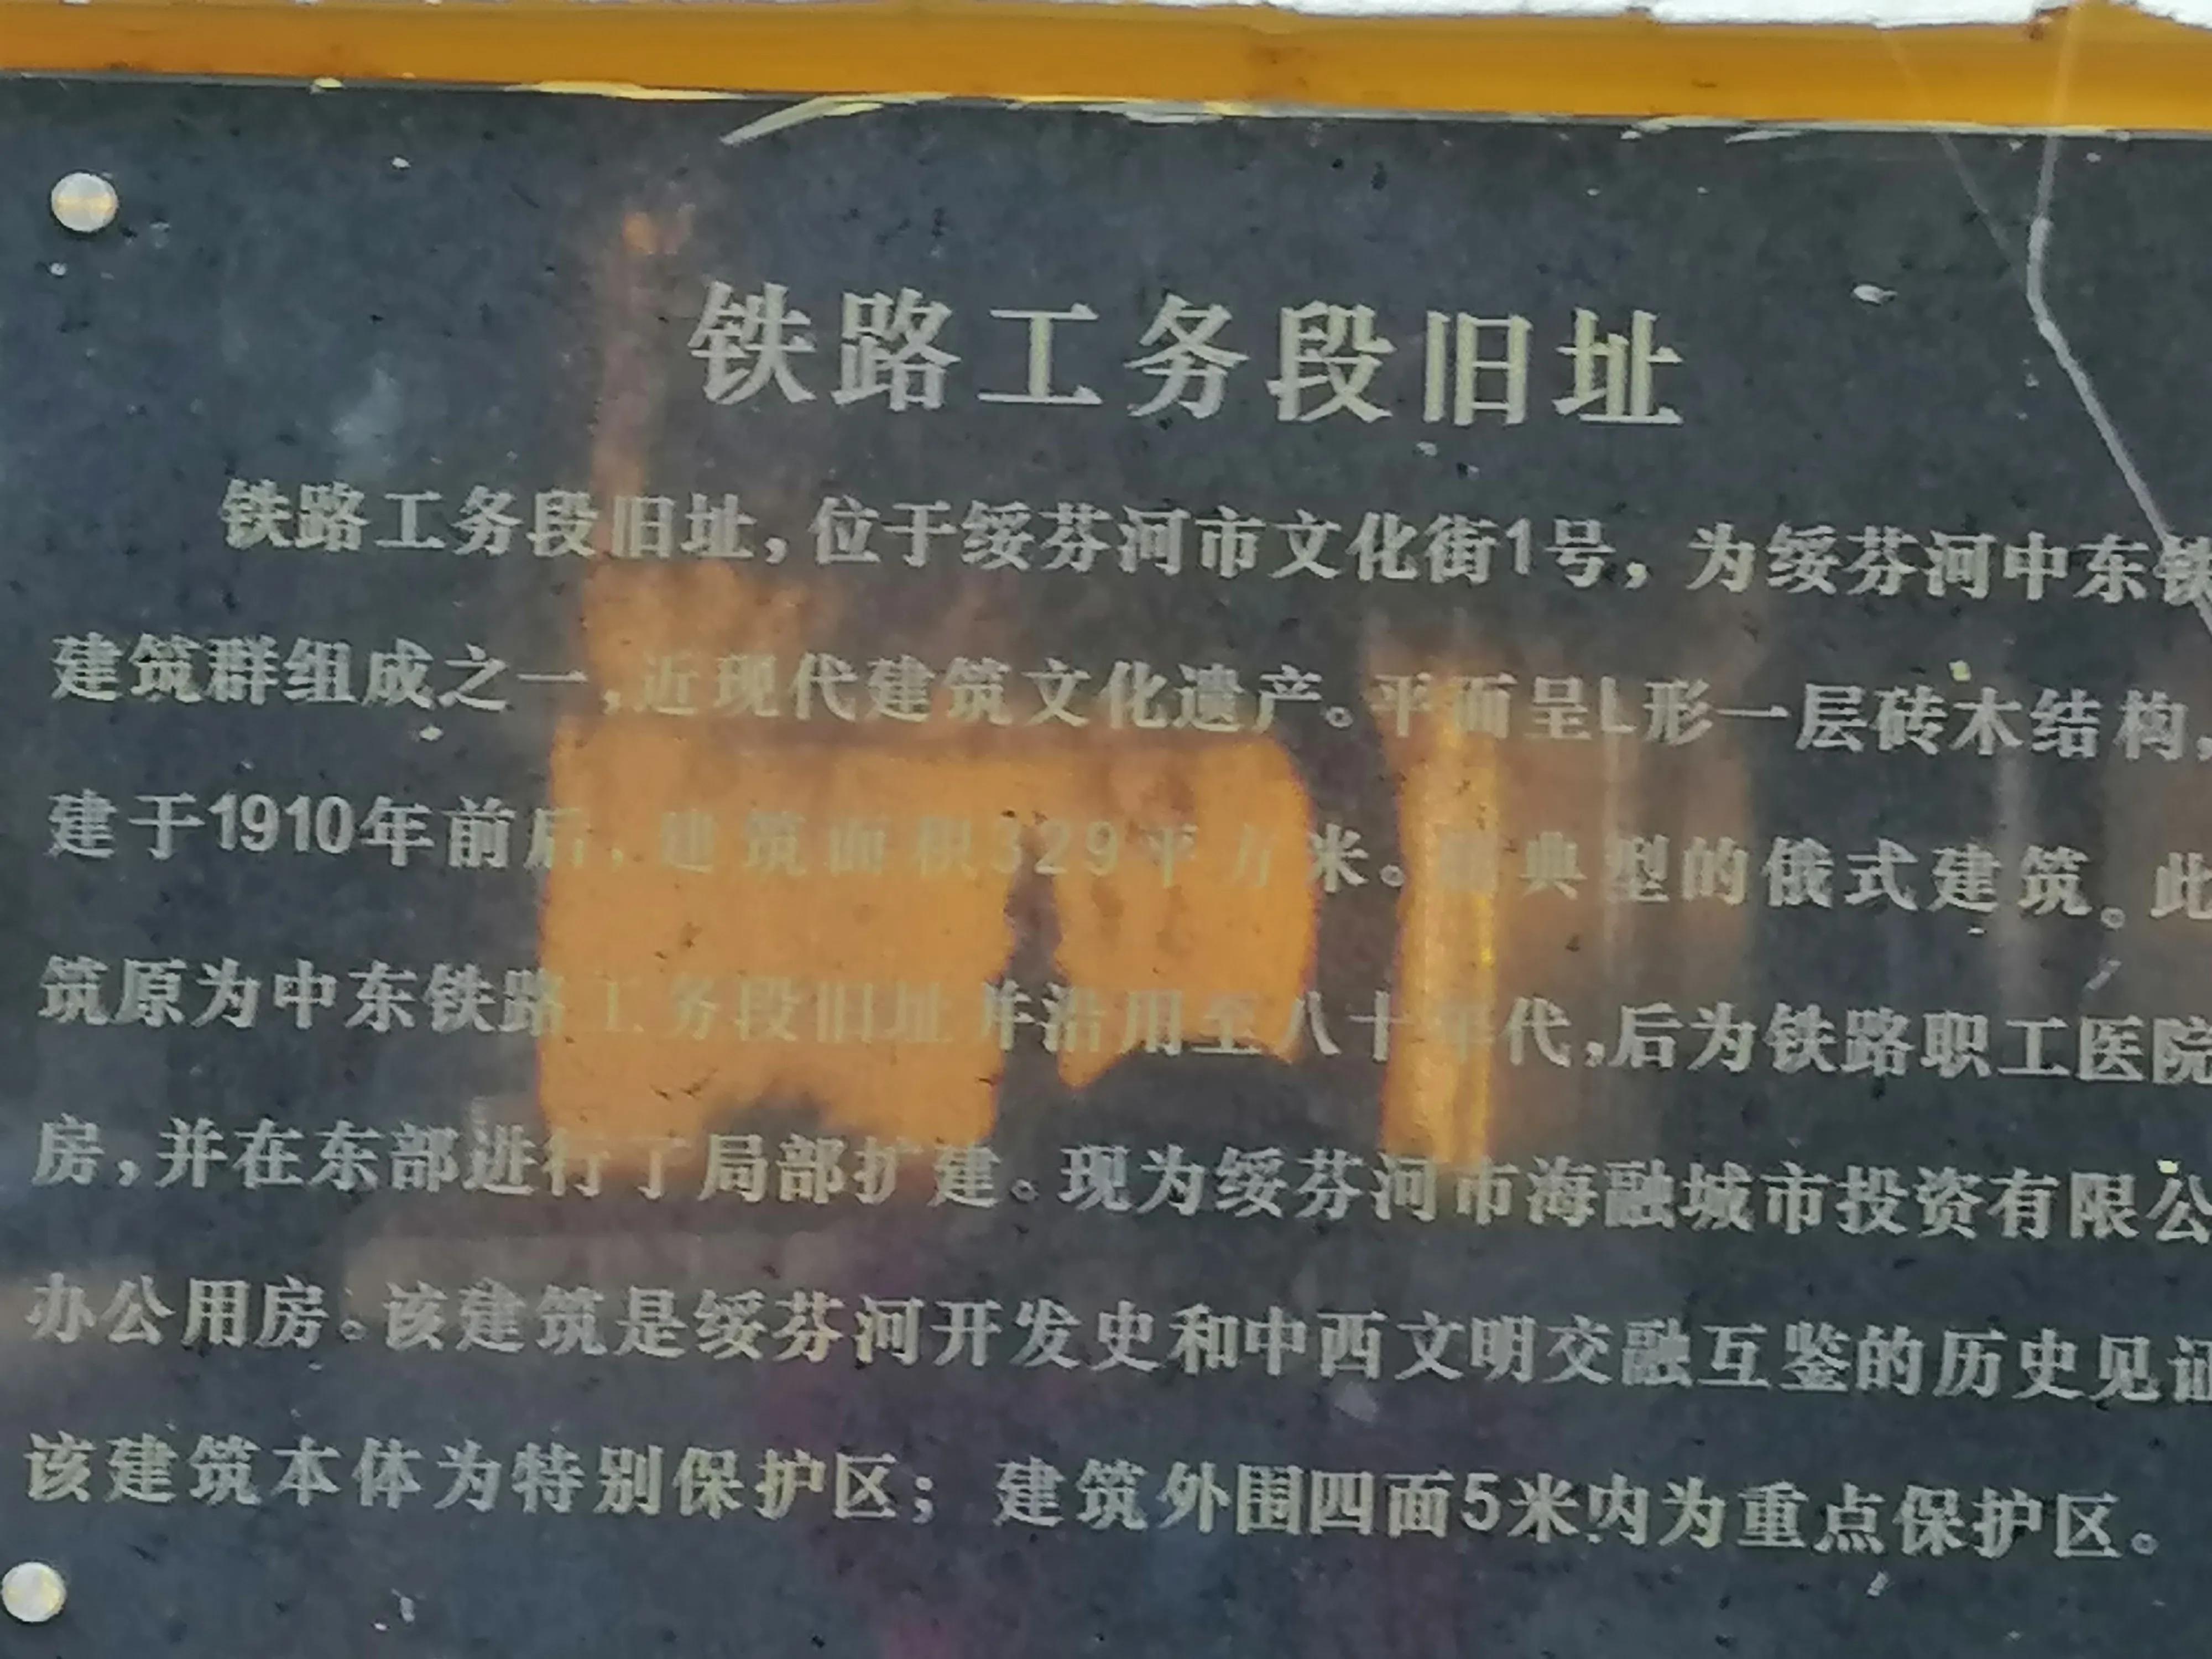 铁路工务段旧址
铁路工务段旧址，位于绥芬河市文化街1号，为绥芬河中东铁
建筑群组成之一，近现代建筑文化遗产。平面呈L形一层砖木结构，
建于1910年前后，建筑面积329平方米。属典型的俄式建筑。此
筑原为中东铁路工务段旧址并沿用至八十年代，后为铁路职工医院
房，并在东部进行了局部扩建。现为绥芬河市海融城市投资有限公
办公用房。该建筑是绥芬河开发史和中西文明交融互鉴的历史见证
该建筑本体为特别保护区；建筑外围四面5米内为重点保护区。